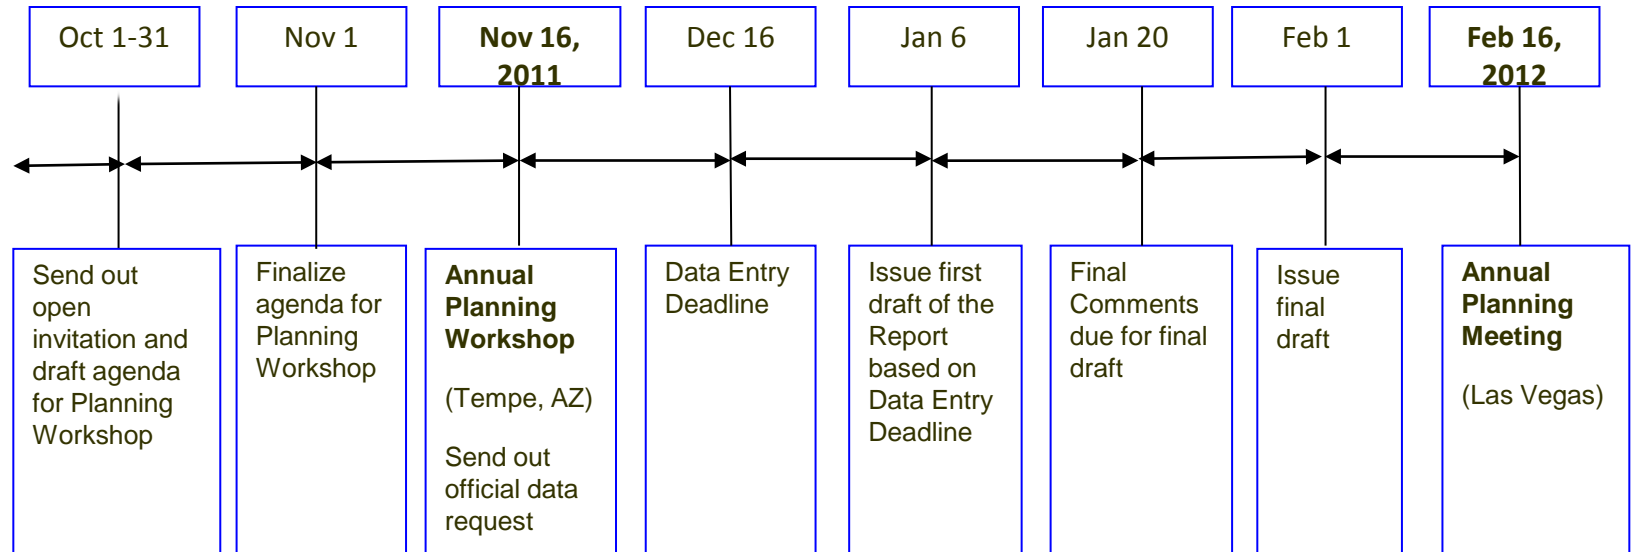 Oct 1-31
Nov 1
Nov 16,
2011
Dec 16
Jan 6
Jan 20
Feb 1
Feb 16,
2012
Send out
open
invitation and
draft agenda
for Planning
Workshop
Finalize
agenda for
Planning
Workshop
Annual
Planning
Workshop
(Tempe, AZ)
Send out
official data
request
Data Entry
Deadline
Issue first
draft of the
Report
based on
Data Entry
Deadline
Final
Comments
due for final
draft
Issue
final
draft
Annual
Planning
Meeting
(Las Vegas)